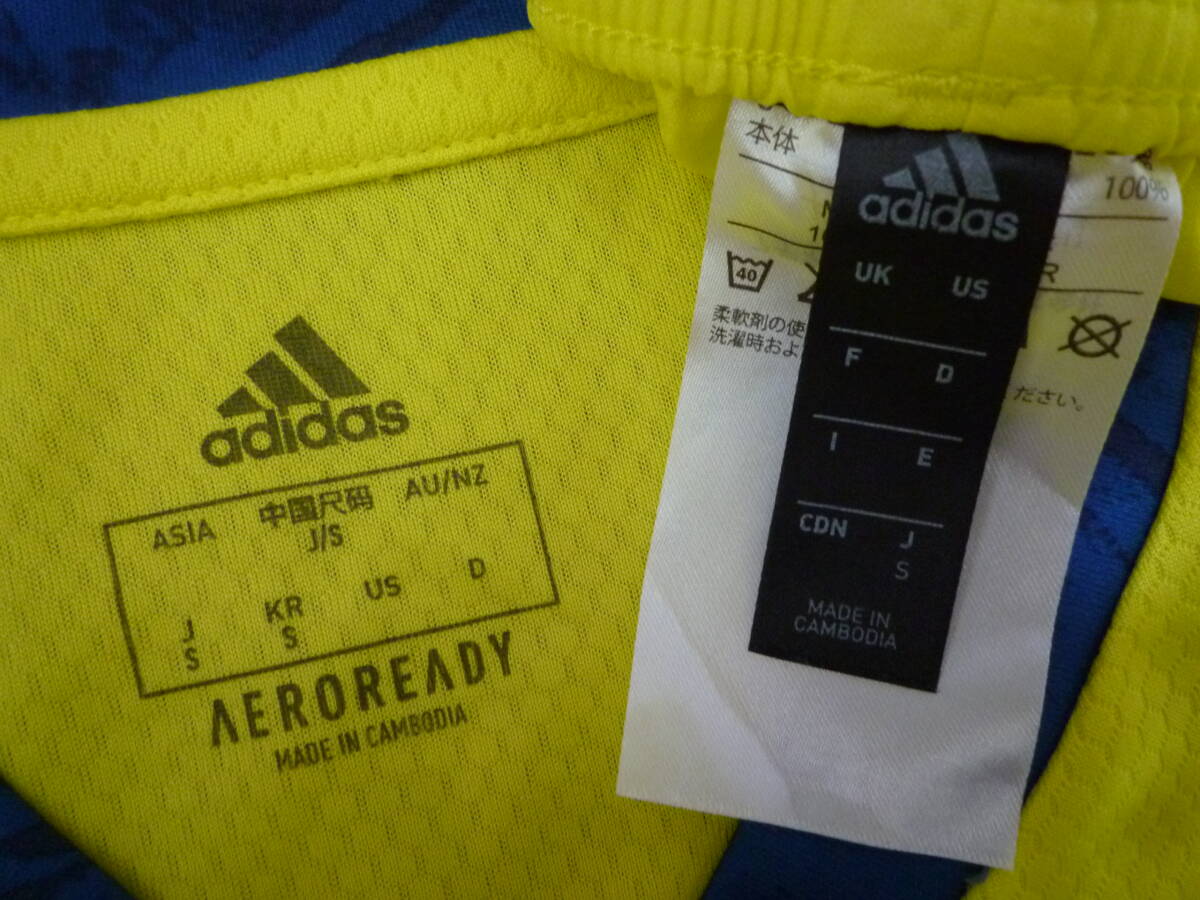 adidas
ASIA 中国尺码 AU/NZ
J/S
J KR US D
S S
AEROREADY
MADE IN CAMBODIA
本体
100%
40
R
柔軟剤の使
洗濯時およ
ださい。
adidas
UK US
F D
I E
CDN J
S
MADE IN
CAMBODIA